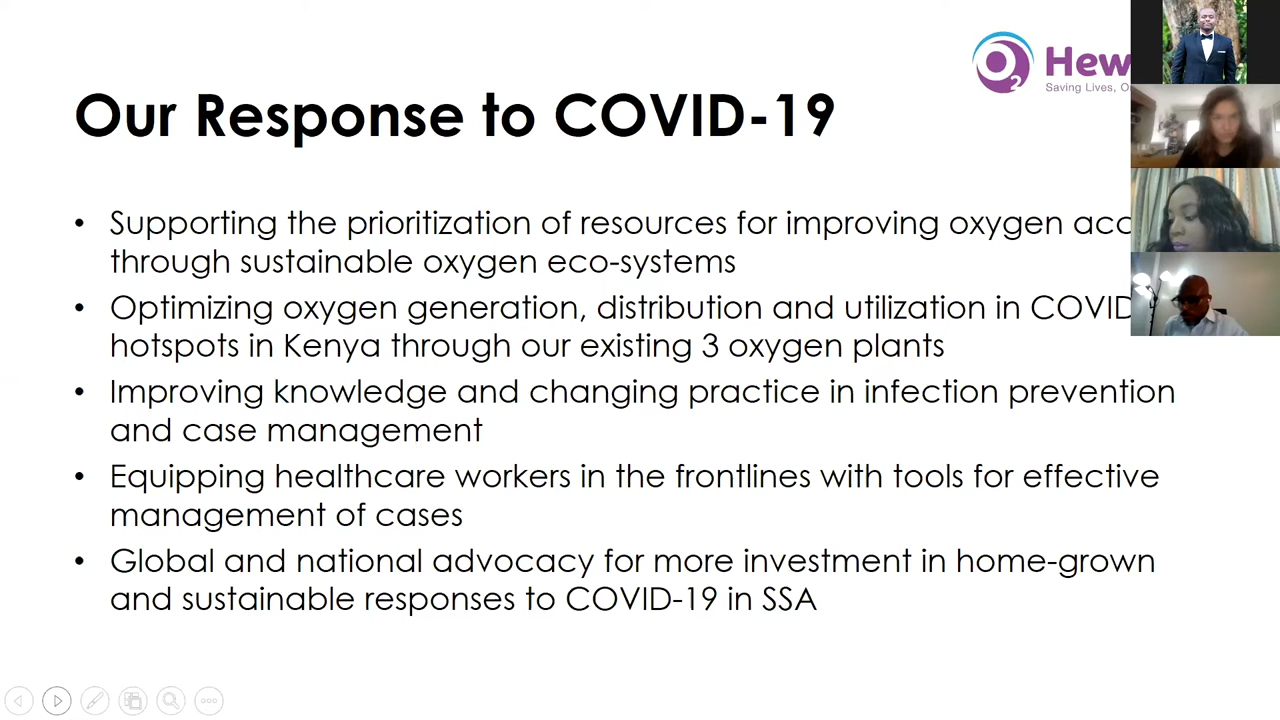 Our Response to COVID-19
Saving Lives,
• Supporting the prioritization of resources for improving oxygen
through sustainable oxygen eco-systems
• Optimizing oxygen generation, distribution and utilization in COVID
hotspots in Kenya through our existing 3 oxygen plants
• Improving knowledge and changing practice in infection prevention
and case management
• Equipping healthcare workers in the frontlines with tools for effective
management of cases
• Global and national advocacy for more investment in home-grown
and sustainable responses to COVID-19 in SSA